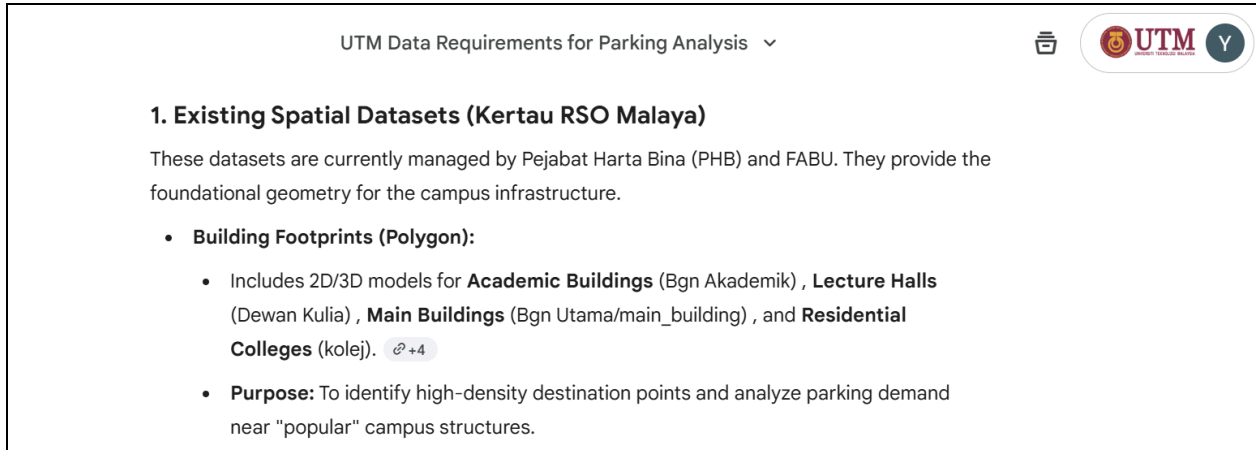 UTM Data Requirements for Parking Analysis
UTM
UNIVERSITI TEKNOLOGI MALAYSIA
Y
1. Existing Spatial Datasets (Kertau RSO Malaya)
These datasets are currently managed by Pejabat Harta Bina (PHB) and FABU. They provide the
foundational geometry for the campus infrastructure.
• Building Footprints (Polygon):
• Includes 2D/3D models for Academic Buildings (Bgn Akademik) , Lecture Halls
(Dewan Kulia) , Main Buildings (Bgn Utama/main_building) , and Residential
Colleges (kolej). +4
• Purpose: To identify high-density destination points and analyze parking demand
near "popular" campus structures.